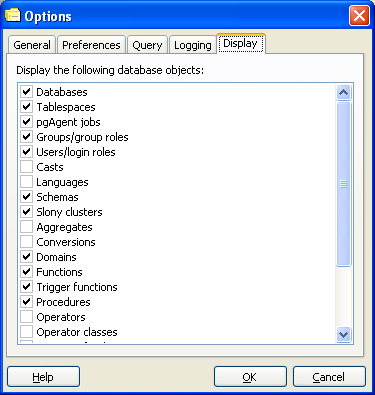 Options
General Preferences Query Logging Display
Display the following database objects:
Databases
Tablespaces
pgAgent jobs
Groups/group roles
Users/login roles
Casts
Languages
Schemas
Slony clusters
Aggregates
Conversions
Domains
Functions
Trigger functions
Procedures
Operators
Operator classes
Help OK Cancel